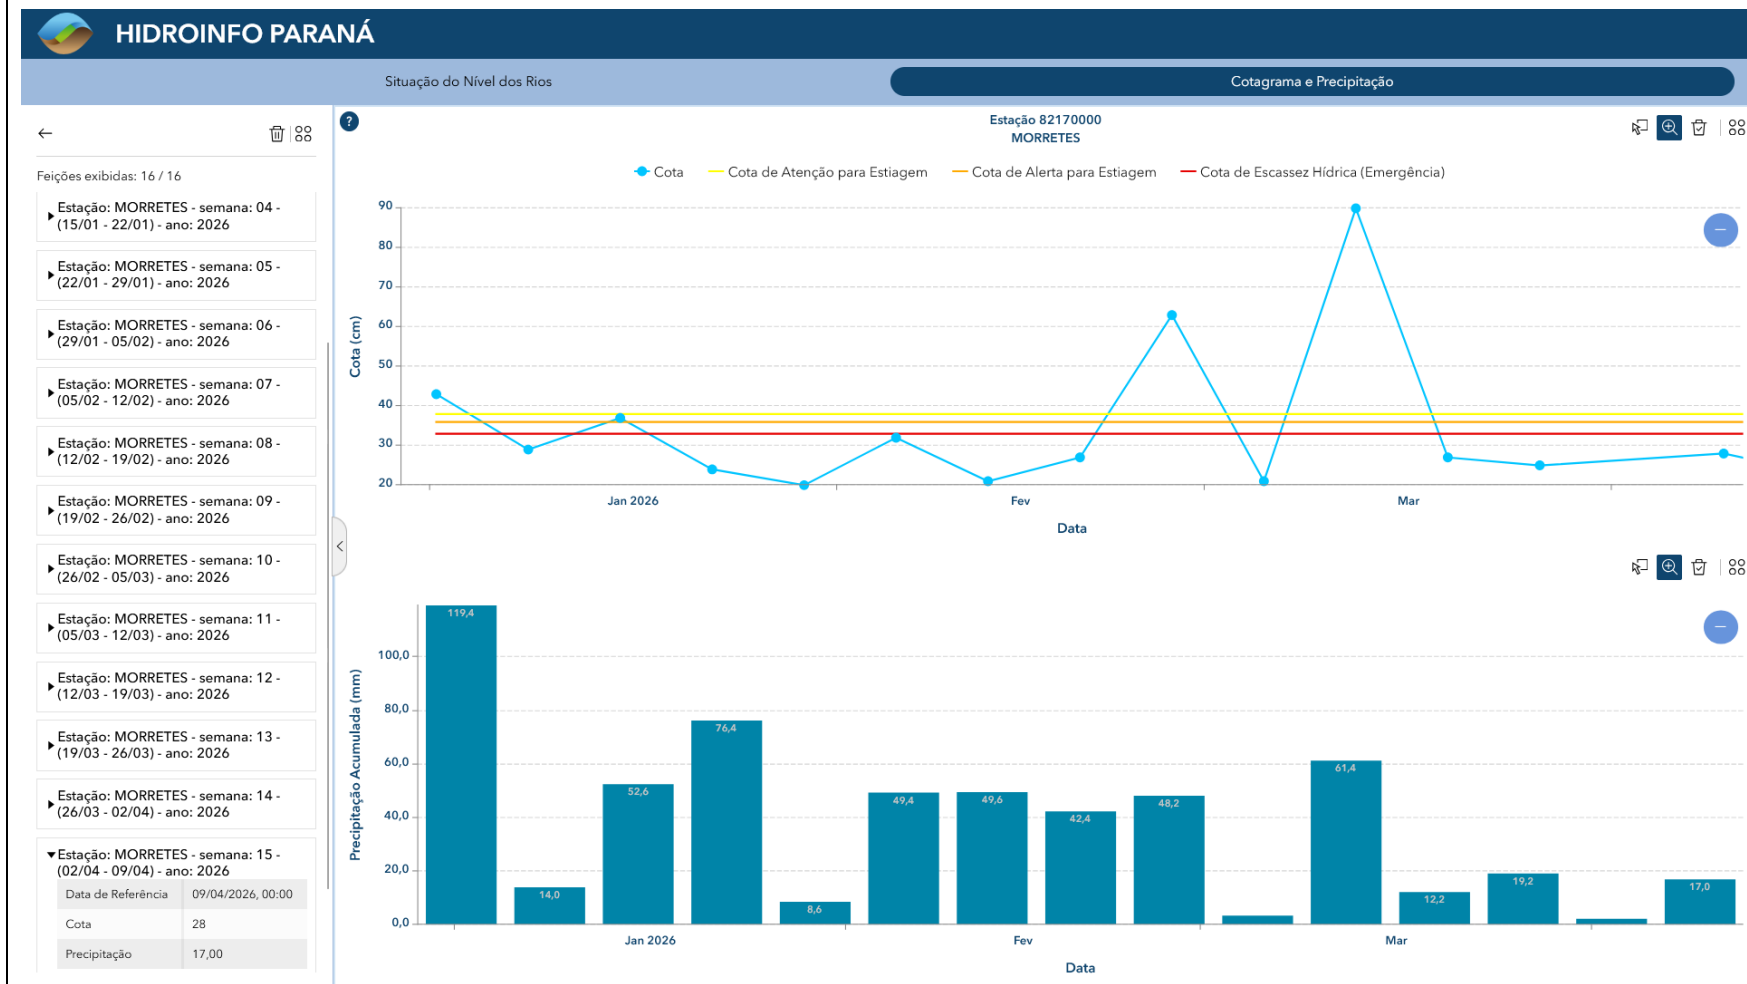 HIDROINFO PARANÁ
Situação do Nível dos Rios
Cotagrama e Precipitação
Feições exibidas: 16 / 16
Estação: MORRETES - semana: 04 -
(15/01 - 22/01) - ano: 2026
Estação: MORRETES - semana: 05 -
(22/01 - 29/01) - ano: 2026
Estação: MORRETES - semana: 06 -
(29/01 - 05/02) - ano: 2026
Estação: MORRETES - semana: 07 -
(05/02 - 12/02) - ano: 2026
Estação: MORRETES - semana: 08 -
(12/02 - 19/02) - ano: 2026
Estação: MORRETES - semana: 09 -
(19/02 - 26/02) - ano: 2026
Estação: MORRETES - semana: 10 -
(26/02 - 05/03) - ano: 2026
Estação: MORRETES - semana: 11 -
(05/03 - 12/03) - ano: 2026
Estação: MORRETES - semana: 12 -
(12/03 - 19/03) - ano: 2026
Estação: MORRETES - semana: 13 -
(19/03 - 26/03) - ano: 2026
Estação: MORRETES - semana: 14 -
(26/03 - 02/04) - ano: 2026
Estação: MORRETES - semana: 15 -
(02/04 - 09/04) - ano: 2026
Data de Referência 09/04/2026, 00:00
Cota 28
Precipitação 17,00
?
Estação 82170000
MORRETES
Cota Cota de Atenção para Estiagem Cota de Alerta para Estiagem Cota de Escassez Hídrica (Emergência)
Cota (cm)
90
80
70
60
50
40
30
20
Jan 2026 Fev Mar
Data
Precipitação Acumulada (mm)
100,0
80,0
60,0
40,0
20,0
0,0
119,4
14,0
52,6
76,4
8,6
49,4
49,6
42,4
48,2
61,4
12,2
19,2
17,0
Jan 2026 Fev Mar
Data